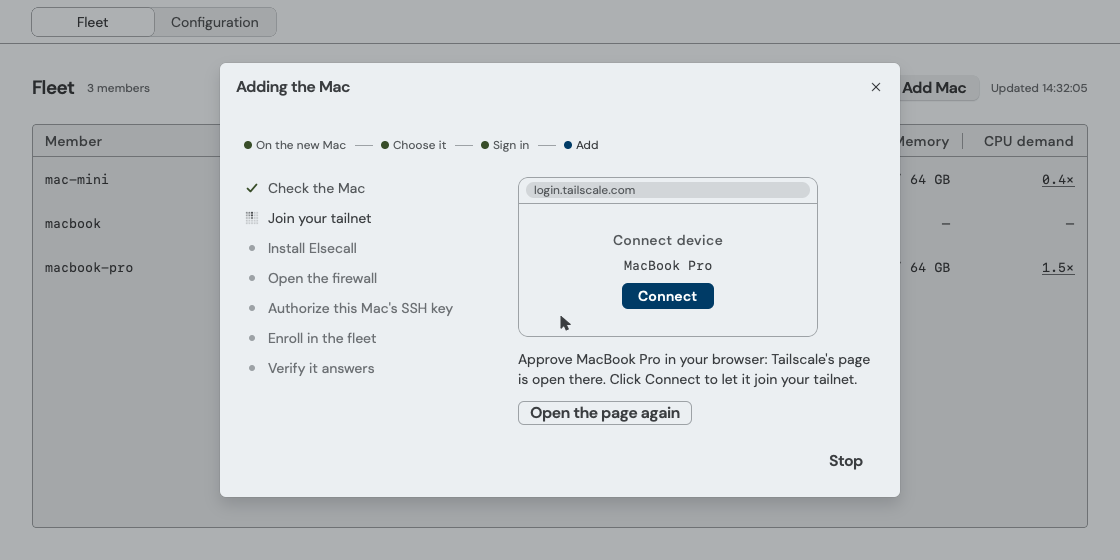 Fleet
Configuration
Fleet
3 members
Add Mac
Updated 14:32:05
Member
Memory
CPU demand
mac-mini
64 GB
0.4×
macbook
—
—
macbook-pro
64 GB
1.5×
Adding the Mac
×
On the new Mac
Choose it
Sign in
Add
Check the Mac
Join your tailnet
Install Elsecall
Open the firewall
Authorize this Mac's SSH key
Enroll in the fleet
Verify it answers
login.tailscale.com
Connect device
MacBook Pro
Connect
Approve MacBook Pro in your browser: Tailscale's page
is open there. Click Connect to let it join your tailnet.
Open the page again
Stop